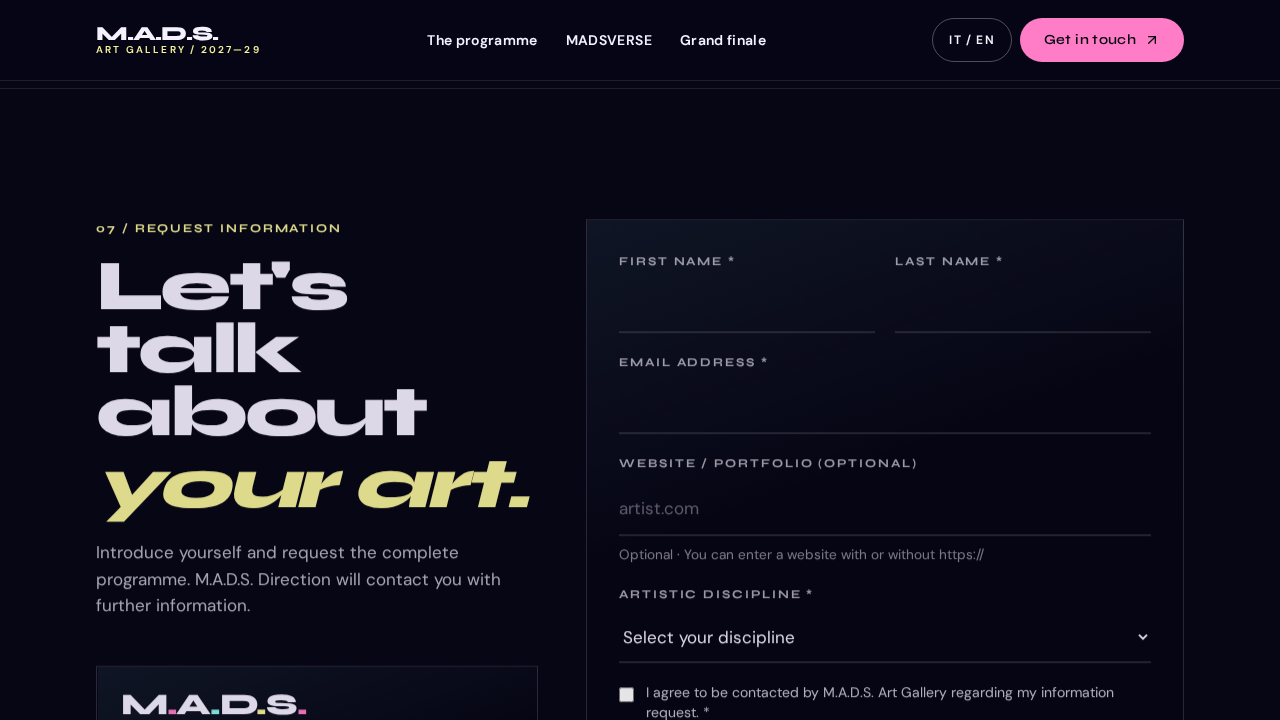 M.A.D.S.
ART GALLERY / 2027—29
The programme
MADSVERSE
Grand finale
IT / EN
Get in touch
07 / REQUEST INFORMATION
Let's
talk
about
your art.
Introduce yourself and request the complete
programme. M.A.D.S. Direction will contact you with
further information.
M.A.D.S.
FIRST NAME *
LAST NAME *
EMAIL ADDRESS *
WEBSITE / PORTFOLIO (OPTIONAL)
artist.com
Optional · You can enter a website with or without https://
ARTISTIC DISCIPLINE *
Select your discipline
I agree to be contacted by M.A.D.S. Art Gallery regarding my information
request. *